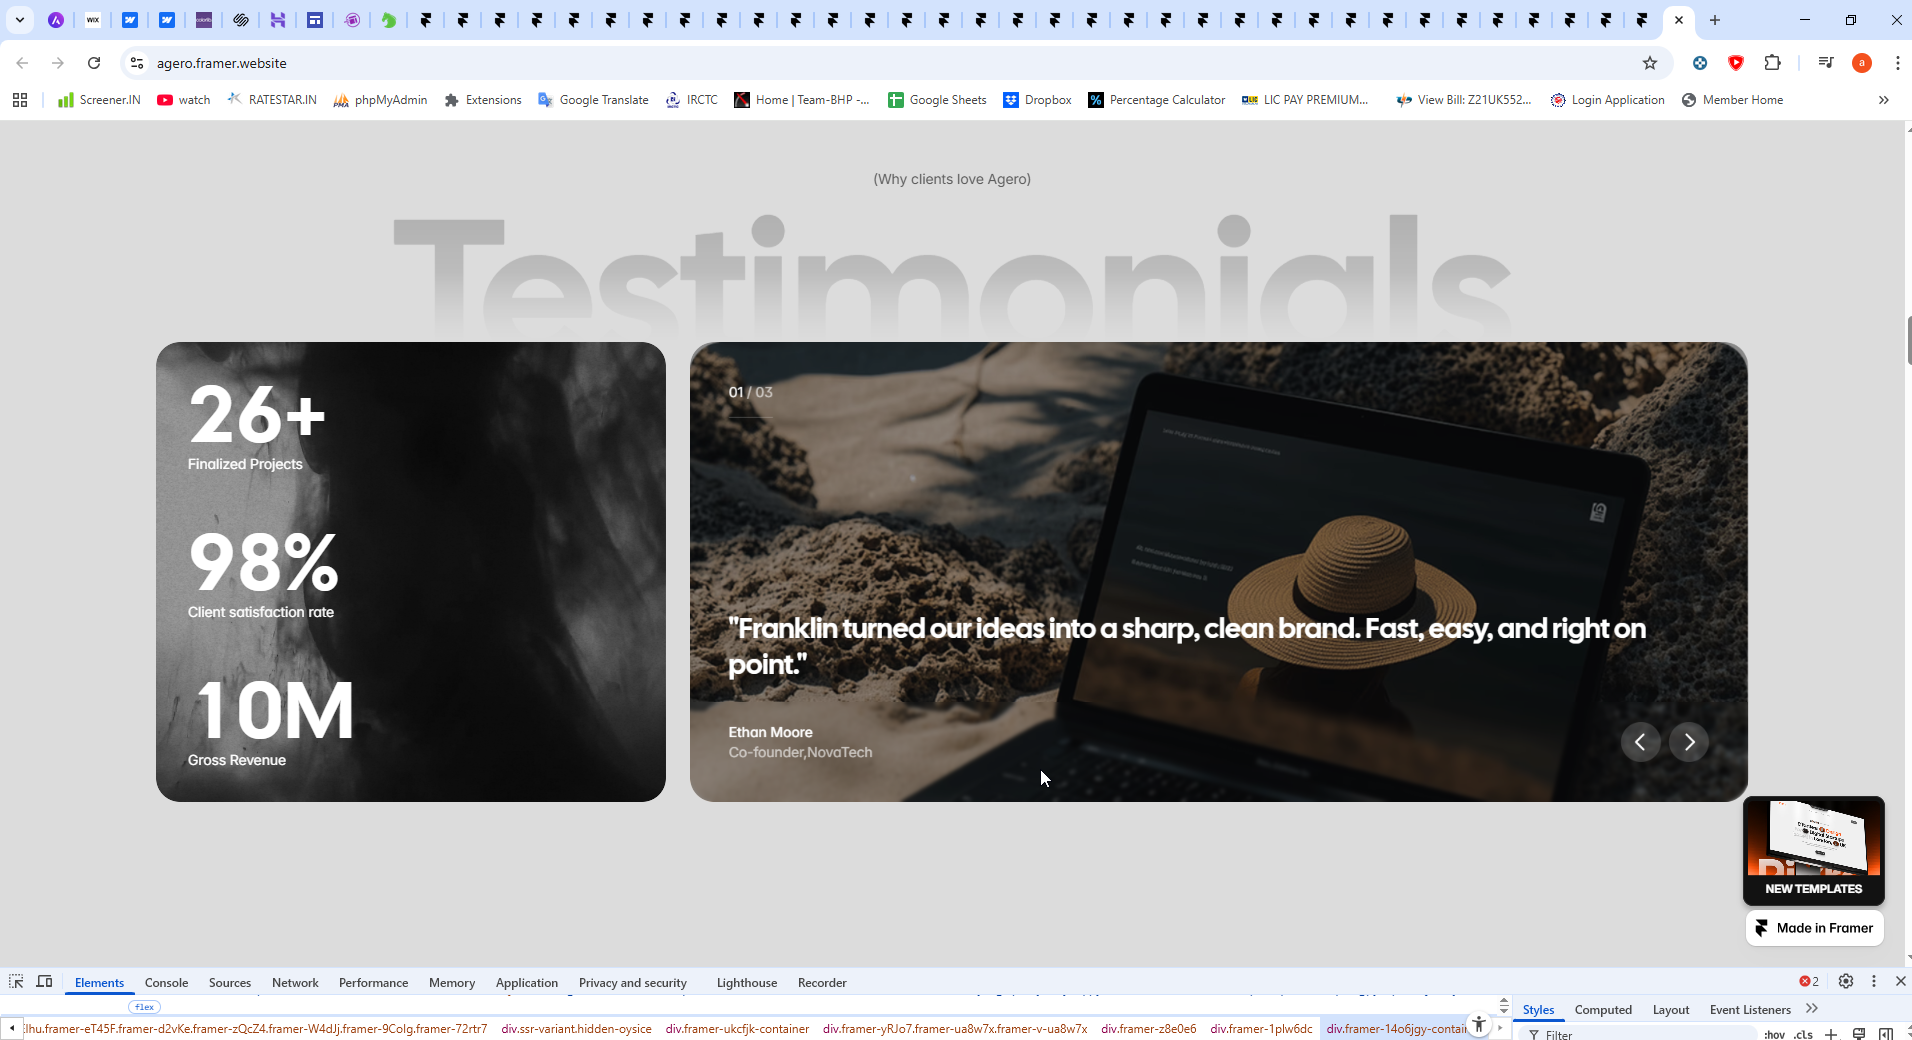 agero.framer.website
Screener.IN
watch
RATESTAR.IN
phpMyAdmin
Extensions
Google Translate
IRCTC
Home | Team-BHP -...
Google Sheets
Dropbox
Percentage Calculator
LIC PAY PREMIUM...
View Bill: Z21UK552...
Login Application
Member Home
(Why clients love Agero)
Testimonials
26+
Finalized Projects
98%
Client satisfaction rate
10M
Gross Revenue
01 / 03
"Franklin turned our ideas into a sharp, clean brand. Fast, easy, and right on
point."
Ethan Moore
Co-founder,NovaTech
NEW TEMPLATES
Made in Framer
Elements
Console
Sources
Network
Performance
Memory
Application
Privacy and security
Lighthouse
Recorder
2
flex
lhu.framer-eT45F.framer-d2vKe.framer-zQcZ4.framer-W4dJj.framer-9Colg.framer-72rtr7
div.ssr-variant.hidden-oysice
div.framer-ukcfjk-container
div.framer-yRJo7.framer-ua8w7x.framer-v-ua8w7x
div.framer-z8e0e6
div.framer-1plw6dc
div.framer-14o6jgy-contai
Styles
Computed
Layout
Event Listeners
Filter
:hov
.cls